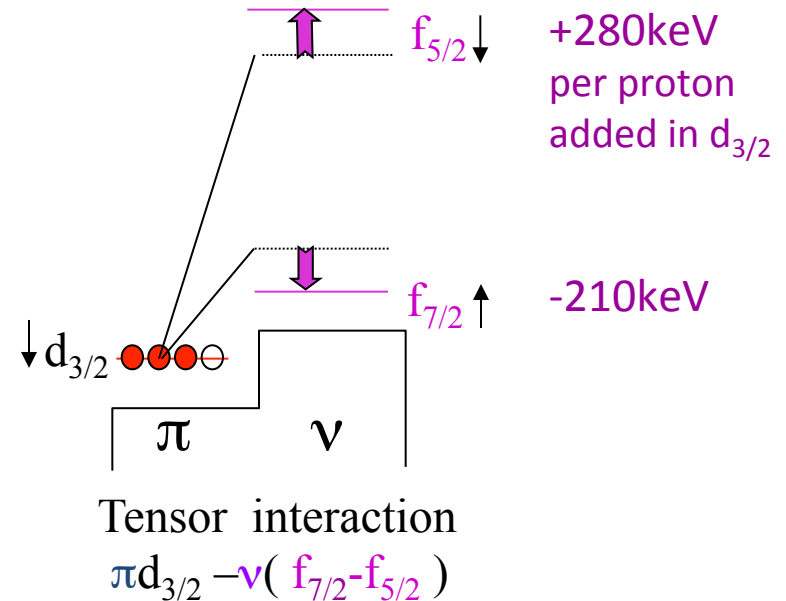 f5/2 +280keV
per proton
added in d3/2
f7/2 -210keV
d3/2
π ν
Tensor interaction
πd3/2 –ν( f7/2-f5/2 )